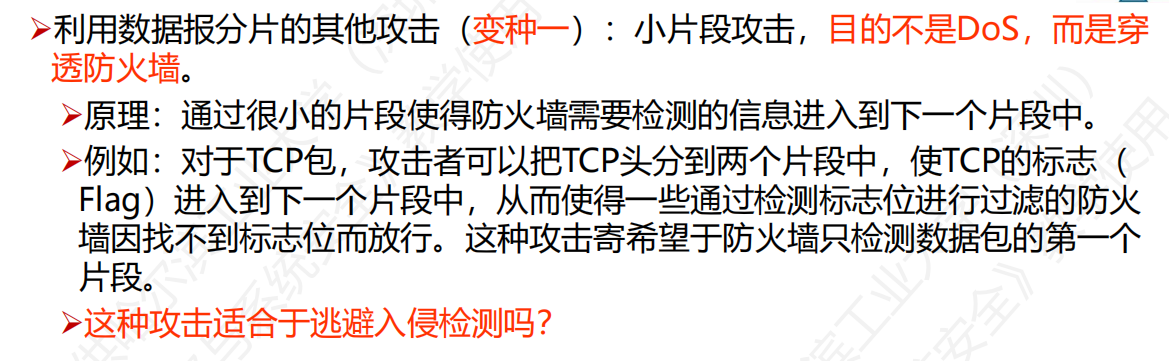 ➢利用数据报分片的其他攻击（变种一）：小片段攻击，目的不是DoS，而是穿
透防火墙。
➢原理：通过很小的片段使得防火墙需要检测的信息进入到下一个片段中。
➢例如：对于TCP包，攻击者可以把TCP头分到两个片段中，使TCP的标志（
Flag）进入到下一个片段中，从而使得一些通过检测标志位进行过滤的防火
墙因找不到标志位而放行。这种攻击寄希望于防火墙只检测数据包的第一个
片段。
➢这种攻击适合于逃避入侵检测吗？